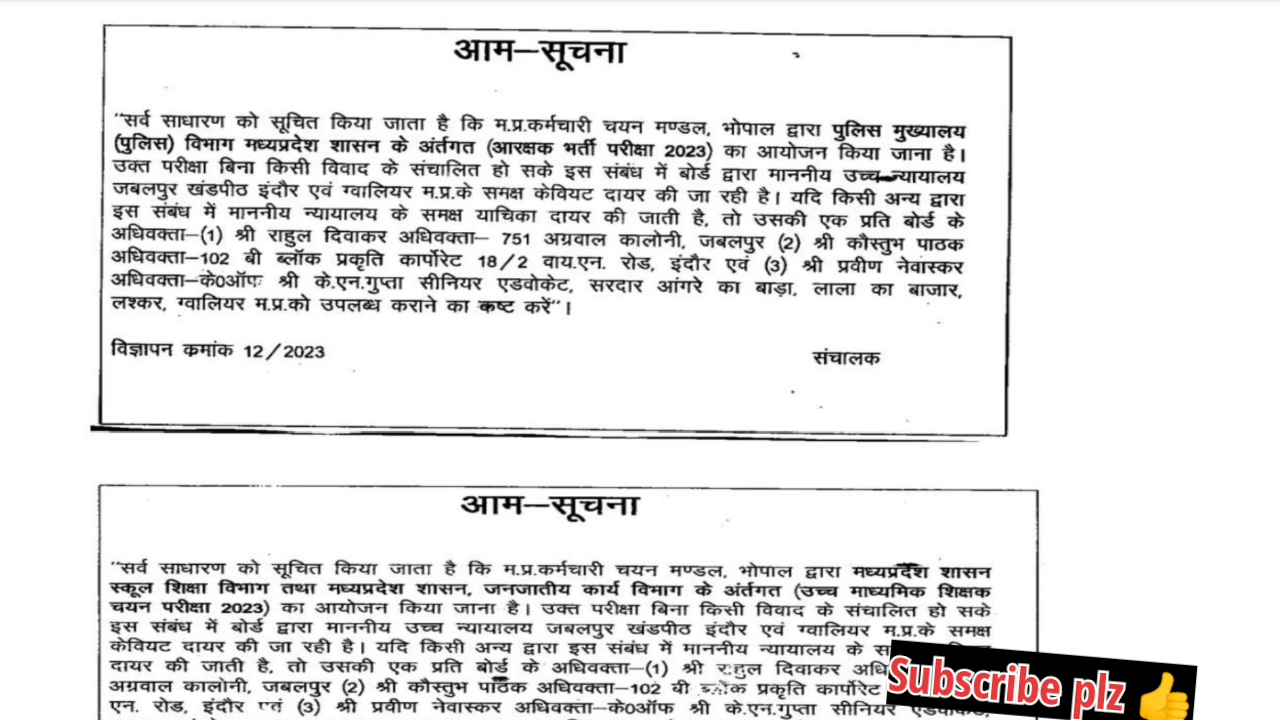 आम–सूचना
"सर्व साधारण को सूचित किया जाता है कि म.प्र.कर्मचारी चयन मण्डल, भोपाल द्वारा पुलिस मुख्यालय
(पुलिस) विभाग मध्यप्रदेश शासन के अंर्तगत (आरक्षक भर्ती परीक्षा 2023) का आयोजन किया जाना है।
उक्त परीक्षा बिना किसी विवाद के संचालित हो सके इस संबंध में बोर्ड द्वारा माननीय उच्च न्यायालय
जबलपुर खंडपीठ इंदौर एवं ग्वालियर म.प्र.के समक्ष केवियट दायर की जा रही है। यदि किसी अन्य द्वारा
इस संबंध में माननीय न्यायालय के समक्ष याचिका दायर की जाती है, तो उसकी एक प्रति बोर्ड के
अधिवक्ता–(1) श्री राहुल दिवाकर अधिवक्ता– 751 अग्रवाल कालोनी, जबलपुर (2) श्री कौस्तुभ पाठक
अधिवक्ता–102 बी ब्लॉक प्रकृति कार्पोरेट 18/2 वाय.एन. रोड, इंदौर एवं (3) श्री प्रवीण नेवास्कर
अधिवक्ता–के0ऑफ श्री के.एन.गुप्ता सीनियर एडवोकेट, सरदार आंगरे का बाड़ा, लाला का बाजार,
लश्कर, ग्वालियर म.प्र.को उपलब्ध कराने का कष्ट करें"।
विज्ञापन कमांक 12/2023
संचालक
आम–सूचना
"सर्व साधारण को सूचित किया जाता है कि म.प्र.कर्मचारी चयन मण्डल, भोपाल द्वारा मध्यप्रदेश शासन
स्कूल शिक्षा विभाग तथा मध्यप्रदेश शासन, जनजातीय कार्य विभाग के अंर्तगत (उच्च माध्यमिक शिक्षक
चयन परीक्षा 2023) का आयोजन किया जाना है। उक्त परीक्षा बिना किसी विवाद के संचालित हो सके
इस संबंध में बोर्ड द्वारा माननीय उच्च न्यायालय जबलपुर खंडपीठ इंदौर एवं ग्वालियर म.प्र.के समक्ष
केवियट दायर की जा रही है। यदि किसी अन्य द्वारा इस संबंध में माननीय न्यायालय के
दायर की जाती है, तो उसकी एक प्रति बोर्ड के अधिवक्ता–(1) श्री राहुल दिवाकर
अग्रवाल कालोनी, जबलपुर (2) श्री कौस्तुभ पाठक अधिवक्ता–102 बी ब्लॉक प्रकृति कार्पोरेट
एन. रोड, इंदौर एवं (3) श्री प्रवीण नेवास्कर अधिवक्ता–के0ऑफ श्री के.एन.गुप्ता सीनियर
Subscribe plz